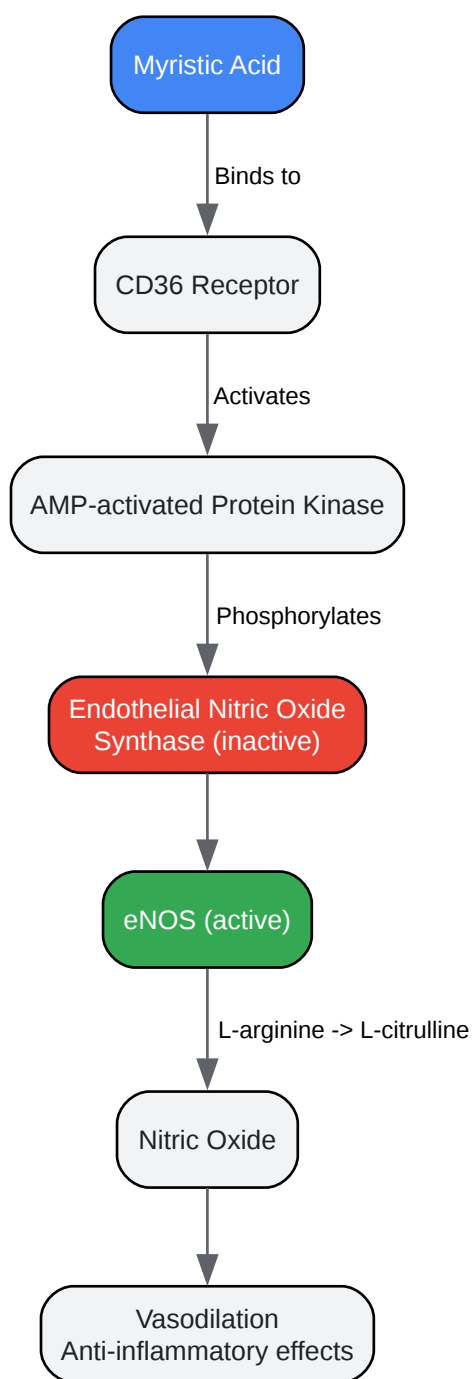 Myristic Acid
Binds to
CD36 Receptor
Activates
AMP-activated Protein Kinase
Phosphorylates
Endothelial Nitric Oxide
Synthase (inactive)
eNOS (active)
L-arginine -> L-citrulline
Nitric Oxide
Vasodilation
Anti-inflammatory effects